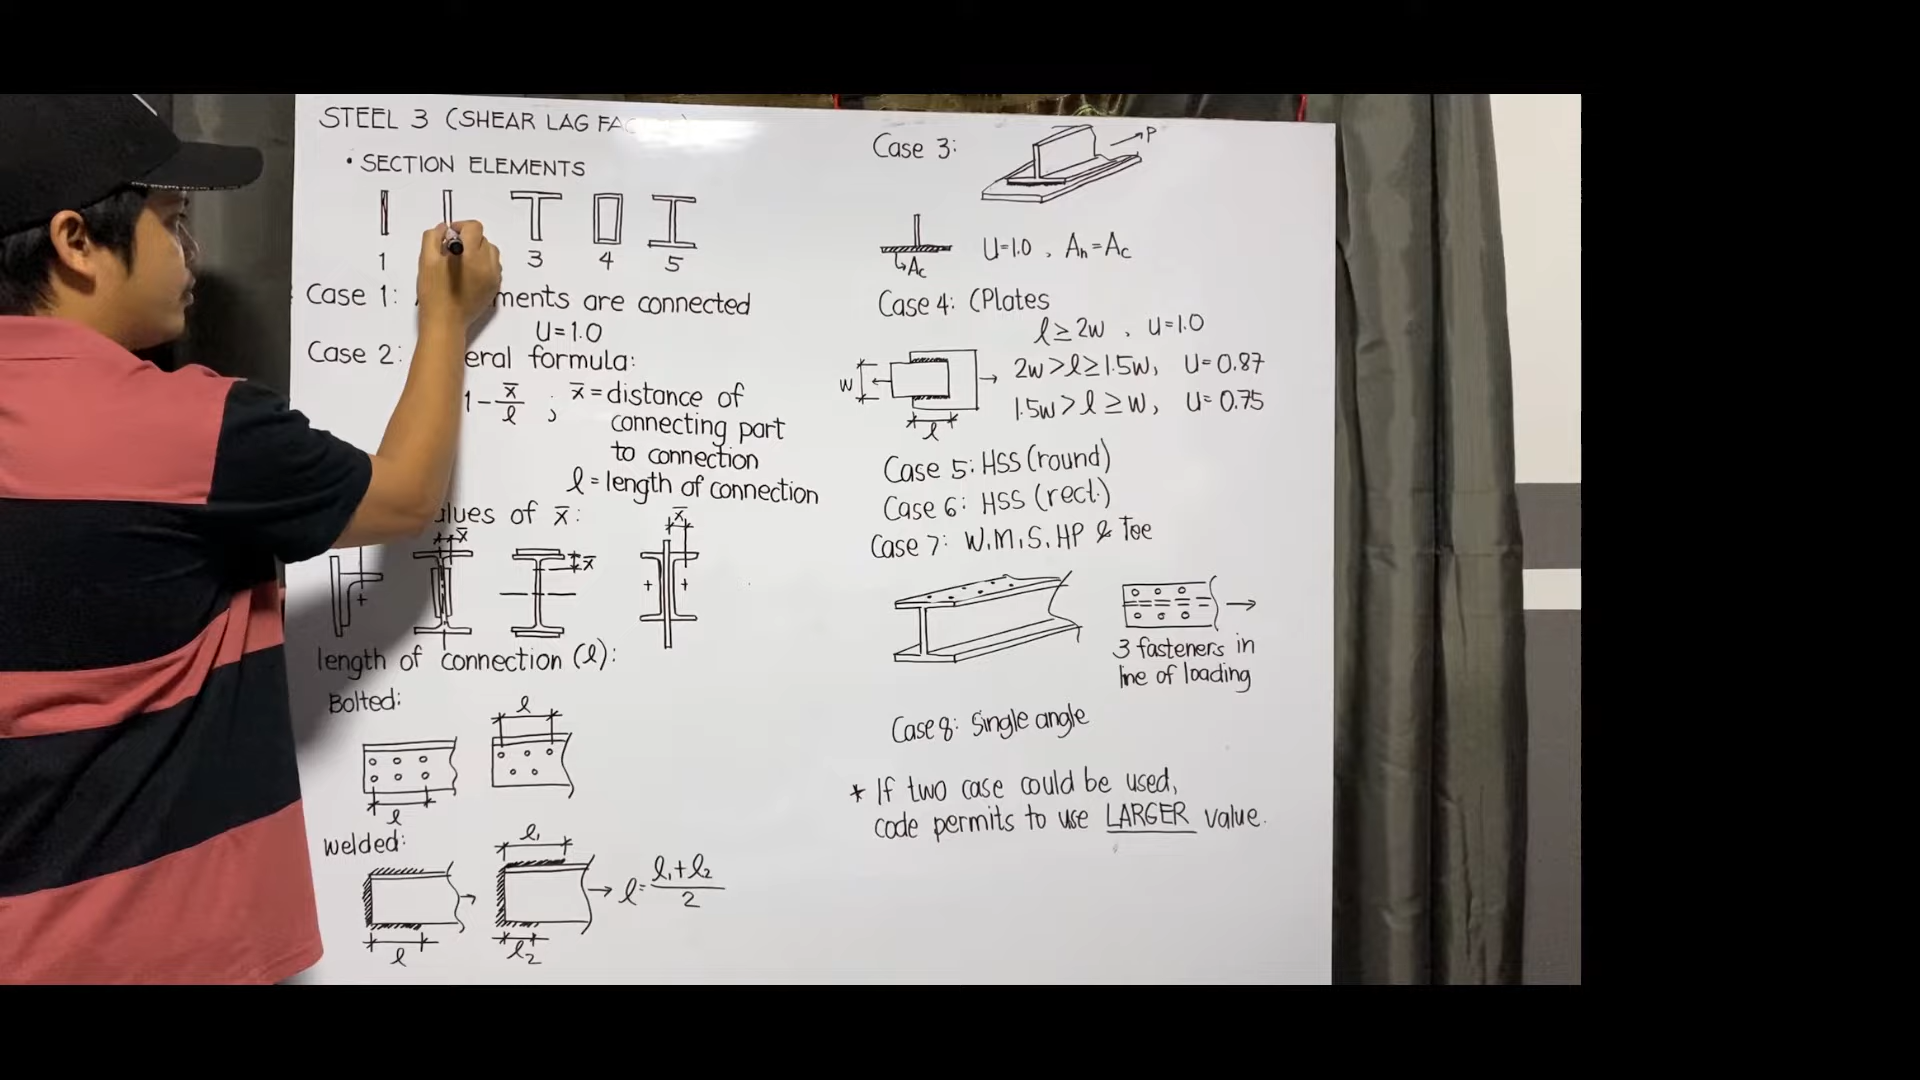 STEEL 3 (SHEAR LAG
• SECTION ELEMENTS
1 3 4 5
Case 1: are connected
U=1.0
Case 2: formula:
1 - x̄/ℓ ; x̄ = distance of
connecting part
to connection
ℓ = length of connection
of x̄:
x̄ x̄ x̄
length of connection (ℓ):
Bolted:
ℓ
ℓ
Welded:
ℓ₁
ℓ
ℓ₂
ℓ = ℓ₁+ℓ₂/2
Case 3:
P
Ac
U=1.0 , An=Ac
Case 4: (Plates
ℓ ≥ 2w , U=1.0
2w > ℓ ≥ 1.5w, U= 0.87
1.5w > ℓ ≥ w, U= 0.75
w
ℓ
Case 5: HSS (round)
Case 6: HSS (rect.)
Case 7: W.M.S. HP & Tee
3 fasteners in
line of loading
Case 8: Single angle
* If two case could be used,
code permits to use LARGER value.